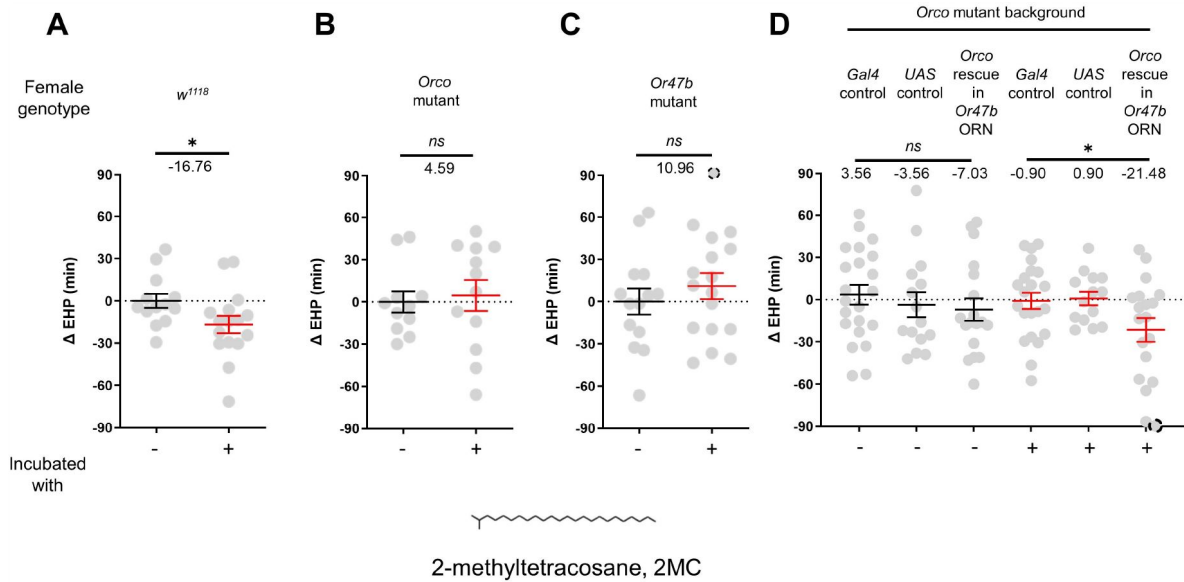 A
B
C
D
Orco mutant background
Female
genotype
w1118
Orco
mutant
Or47b
mutant
Gal4
control
UAS
control
Orco
rescue
in
Or47b
ORN
Gal4
control
UAS
control
Orco
rescue
in
Or47b
ORN
*
-16.76
ns
4.59
ns
10.96
ns
*
3.56 -3.56 -7.03 -0.90 0.90 -21.48
Δ EHP (min)
90
60
30
0
-30
-60
-90
Δ EHP (min)
90
60
30
0
-30
-60
-90
Δ EHP (min)
90
60
30
0
-30
-60
-90
Δ EHP (min)
90
60
30
0
-30
-60
-90
Incubated
with
- +
- +
- +
- - - + + +
2-methyltetracosane, 2MC